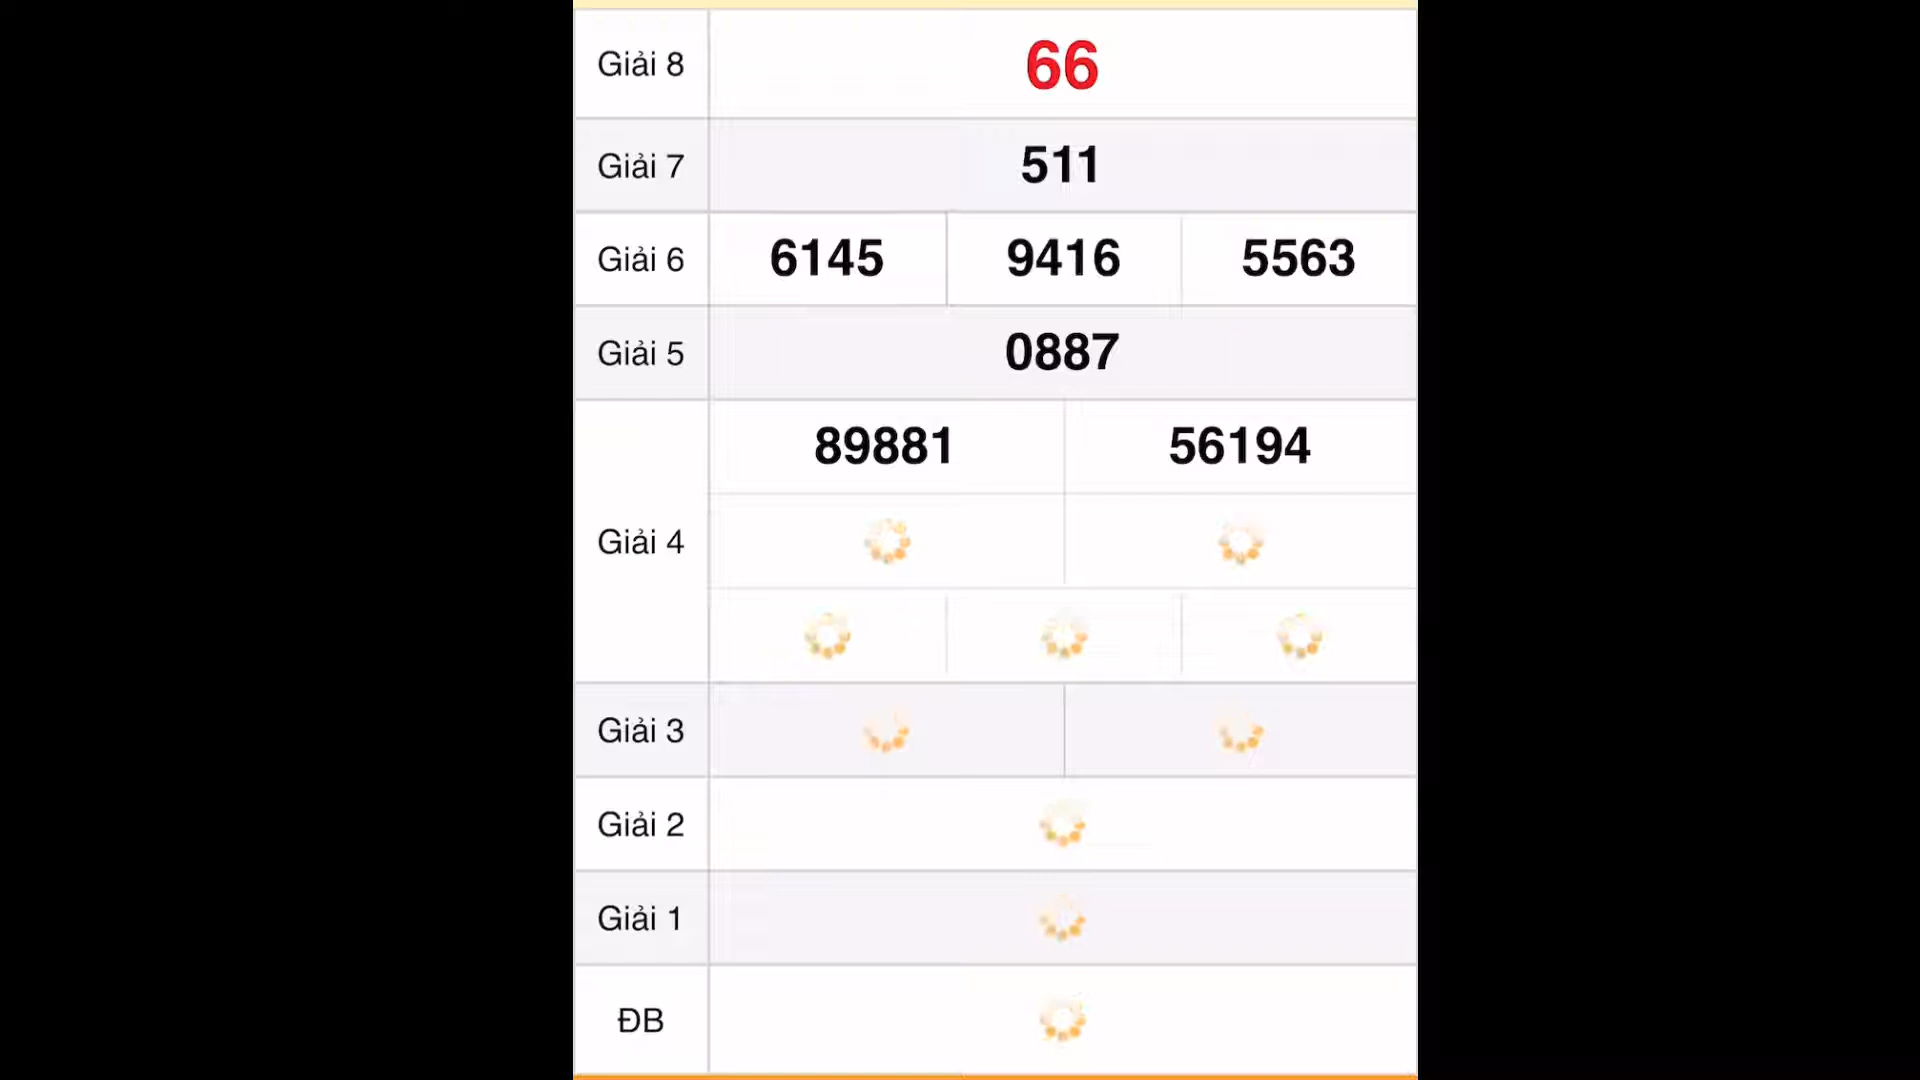 Giải 8 66
Giải 7 511
Giải 6 6145 9416 5563
Giải 5 0887
89881 56194
Giải 4
Giải 3
Giải 2
Giải 1
ĐB